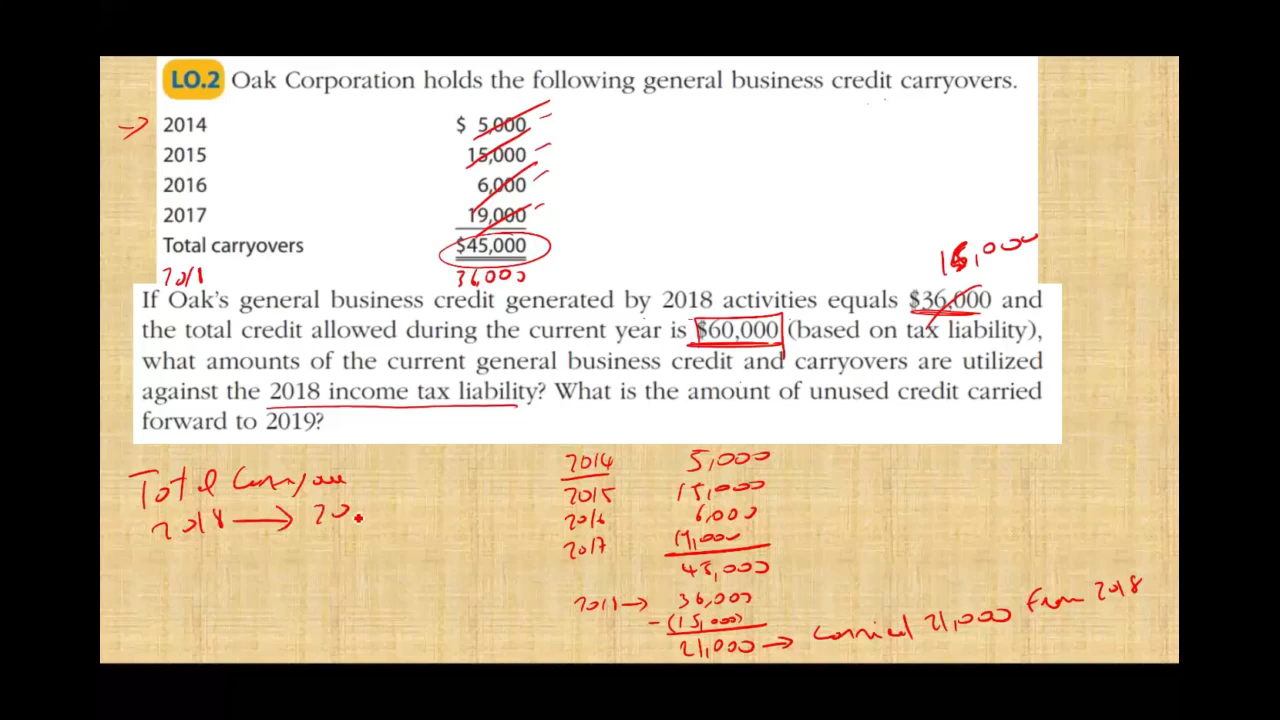 LO.2 Oak Corporation holds the following general business credit carryovers.
2014 $ 5,000
2015 15,000
2016 6,000
2017 19,000
Total carryovers $45,000
2018 36,000
15,000
If Oak's general business credit generated by 2018 activities equals $36,000 and
the total credit allowed during the current year is $60,000 (based on tax liability),
what amounts of the current general business credit and carryovers are utilized
against the 2018 income tax liability? What is the amount of unused credit carried
forward to 2019?
Total Carryover
2018 → 20
2014 5,000
2015 15,000
2016 6,000
2017 19,000
45,000
2018 → 36,000
- (15,000)
21,000 → Carried 21,000 From 2018